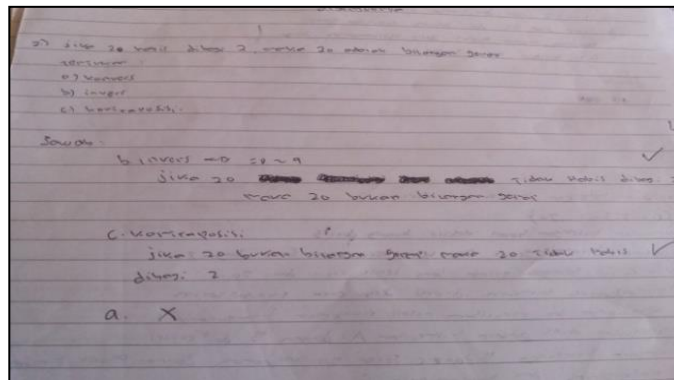 2) Jika 20 habis dibagi 2, maka 20 adalah bilangan genap
tentukan :
a) konvers
b) invers
c) kontraposisi.
Jawab :
b invers → ~p ⇒ ~q
jika 20 tidak habis dibagi 2
maka 20 bukan bilangan genap
c. kontraposisi
jika 20 bukan bilangan genap maka 20 tidak habis
dibagi 2
a. X